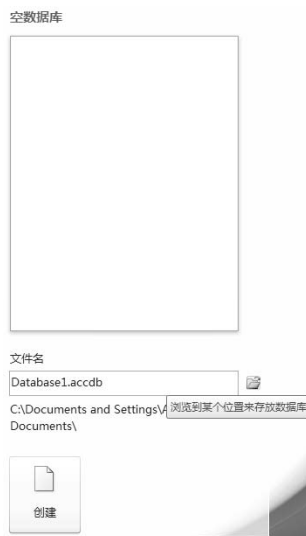 空数据库
文件名
Database1.accdb
C:\Documents and Settings\
浏览到某个位置来存放数据库
Documents\
创建